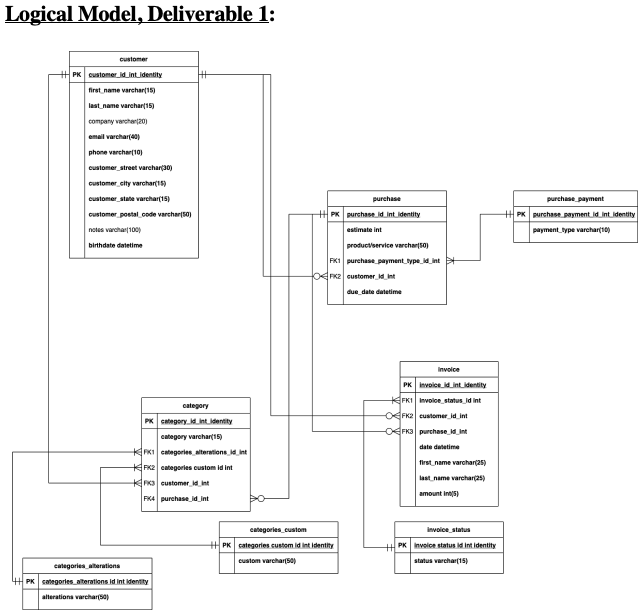 Logical Model, Deliverable 1:
customer
PK customer_id_int_identity
first_name varchar(15)
last_name varchar(15)
company varchar(20)
email varchar(40)
phone varchar(10)
customer_street varchar(30)
customer_city varchar(15)
customer_state varchar(15)
customer_postal_code varchar(50)
notes varchar(100)
birthdate datetime
purchase
PK purchase_id_int_identity
estimate int
product/service varchar(50)
FK1 purchase_payment_type_id_int
FK2 customer_id_int
due_date datetime
purchase_payment
PK purchase_payment_id_int_identity
payment_type varchar(10)
invoice
PK invoice_id_int_identity
FK1 invoice_status_id int
FK2 customer_id_int
FK3 purchase_id_int
date datetime
first_name varchar(25)
last_name varchar(25)
amount int(5)
category
PK category_id_int_identity
category varchar(15)
FK1 categories_alterations_id_int
FK2 categories custom id int
FK3 customer_id_int
FK4 purchase_id_int
categories_custom
PK categories custom id int identity
custom varchar(50)
invoice_status
PK invoice status id int identity
status varchar(15)
categories_alterations
PK categories_alterations id int identity
alterations varchar(50)